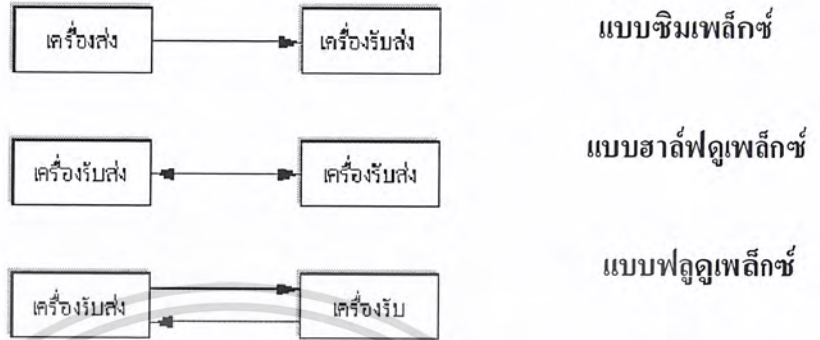 เครื่องส่ง เครื่องรับส่ง แบบซิมเพล็กซ์
เครื่องรับส่ง เครื่องรับส่ง แบบฮาล์ฟดูเพล็กซ์
เครื่องรับส่ง เครื่องรับ แบบฟลูดูเพล็กซ์